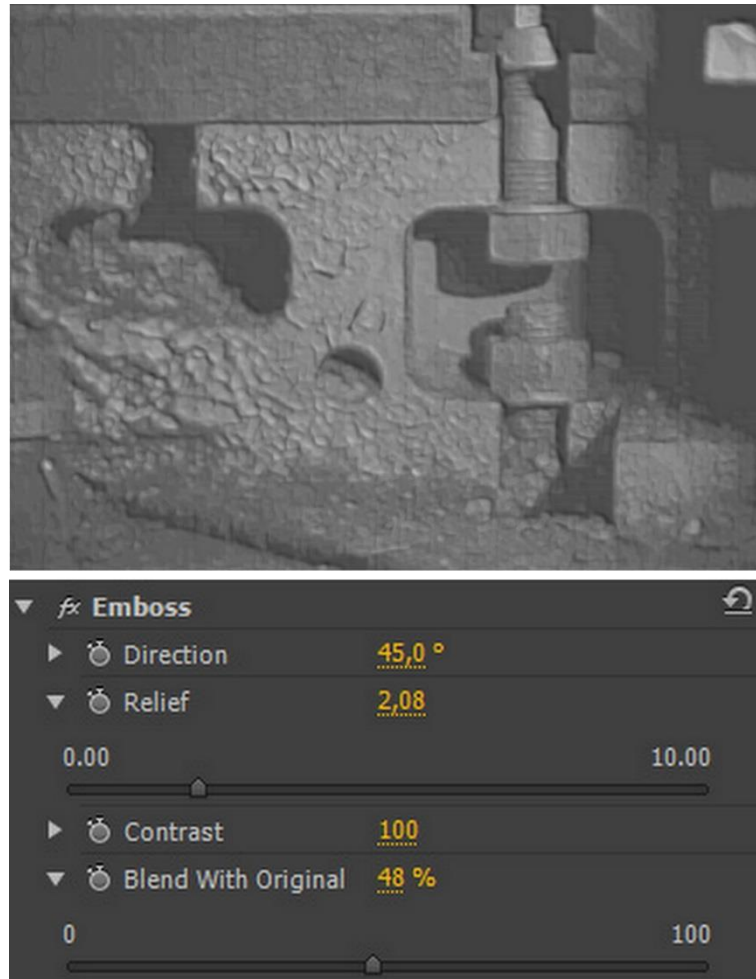 fx Emboss
Direction 45,0 °
Relief 2,08
0.00 10.00
Contrast 100
Blend With Original 48 %
0 100